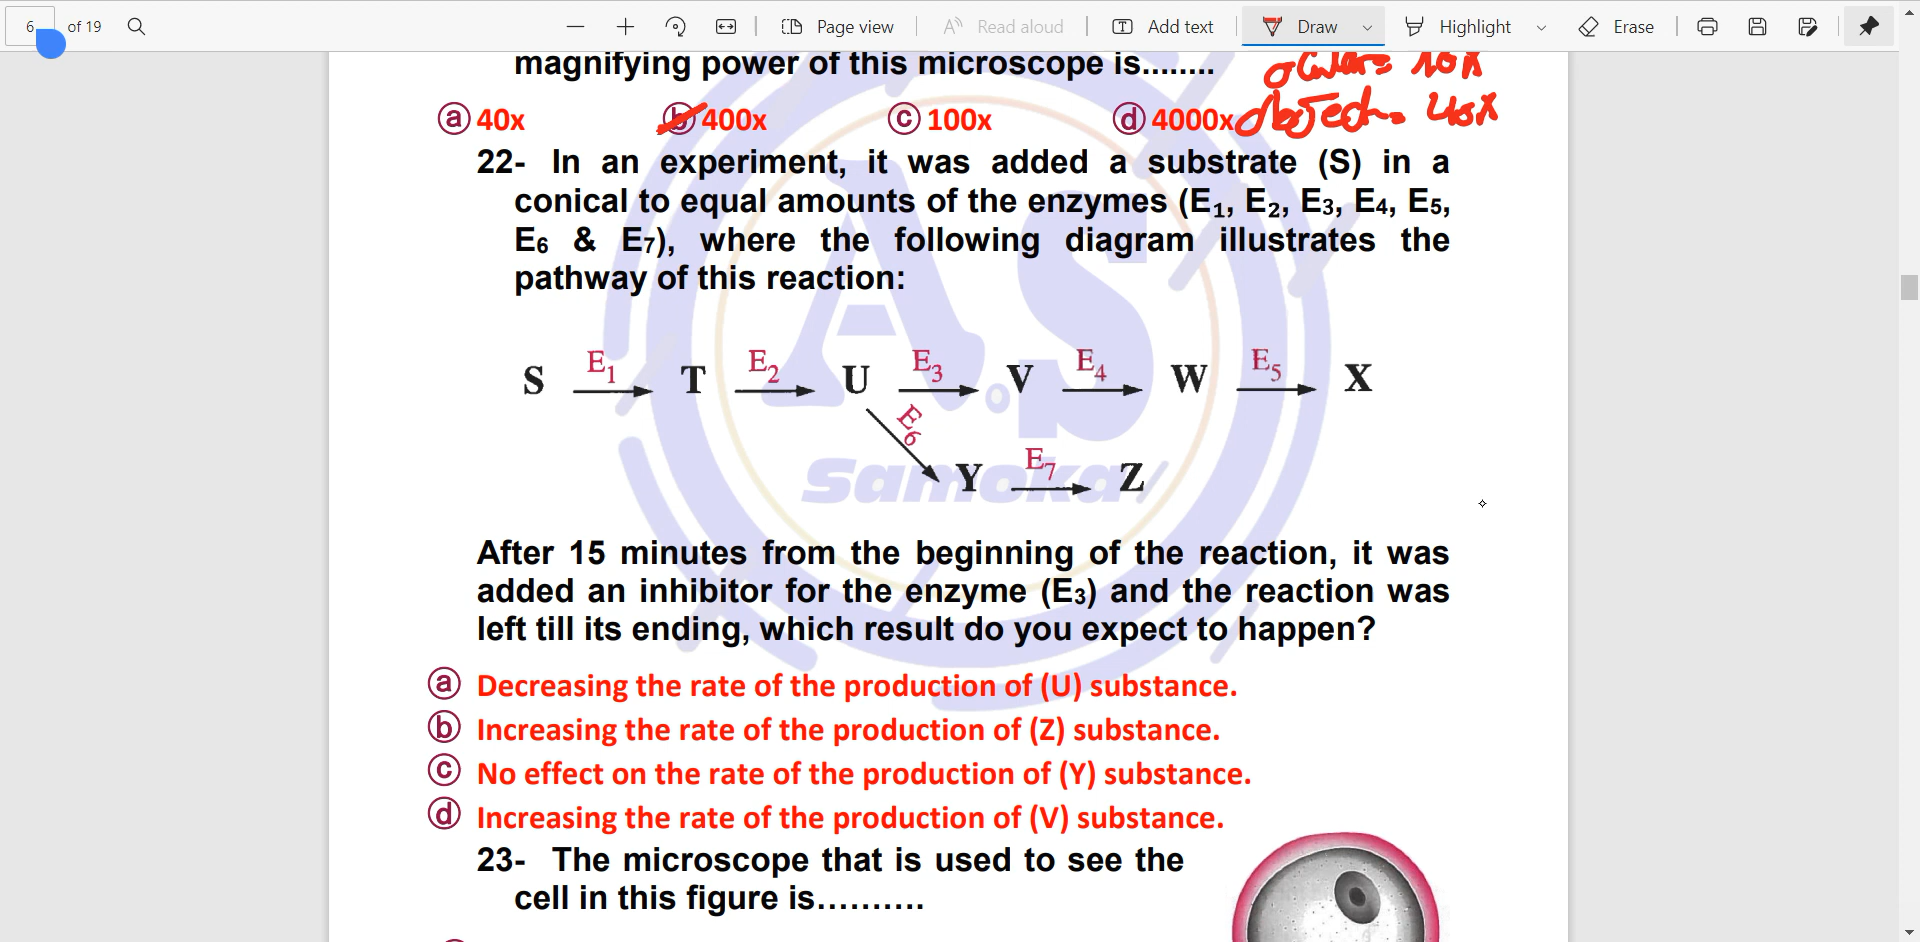 6 of 19 Page view Read aloud Add text Draw Highlight Erase
magnifying power of this microscope is........
ocular= 10X
ⓐ 40x ⓑ 400x ⓒ 100x ⓓ 4000x
object= 40X
22- In an experiment, it was added a substrate (S) in a
conical to equal amounts of the enzymes (E₁, E₂, E₃, E₄, E₅,
E₆ & E₇), where the following diagram illustrates the
pathway of this reaction:
S E₁ T E₂ U E₃ V E₄ W E₅ X
E₆ Y E₇ Z
A.S
Samoka
After 15 minutes from the beginning of the reaction, it was
added an inhibitor for the enzyme (E₃) and the reaction was
left till its ending, which result do you expect to happen?
ⓐ Decreasing the rate of the production of (U) substance.
ⓑ Increasing the rate of the production of (Z) substance.
ⓒ No effect on the rate of the production of (Y) substance.
ⓓ Increasing the rate of the production of (V) substance.
23- The microscope that is used to see the
cell in this figure is..........